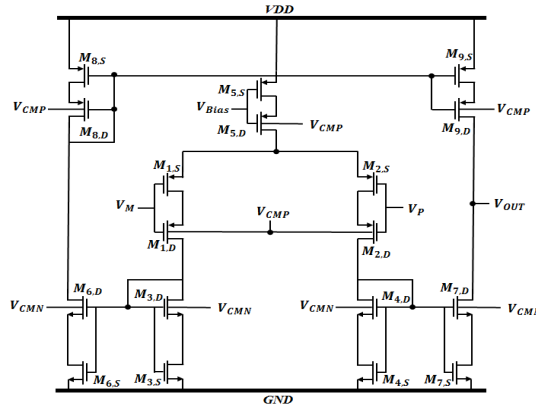 VDD
M8,S
M9,S
M5,S
VCMP
VBias
VCMP
VCMP
M8,D
M5,D
M9,D
M1,S
M2,S
VM
VCMP
VP
VOUT
M1,D
M2,D
M6,D
M3,D
M4,D
M7,D
VCMN
VCMN
VCMN
VCMN
M6,S
M3,S
M4,S
M7,S
GND